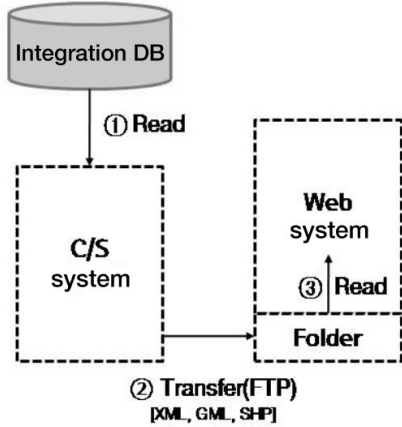 Integration DB
① Read
C/S
system
Web
system
③ Read
Folder
② Transfer(FTP)
[XML, GML, SHP]